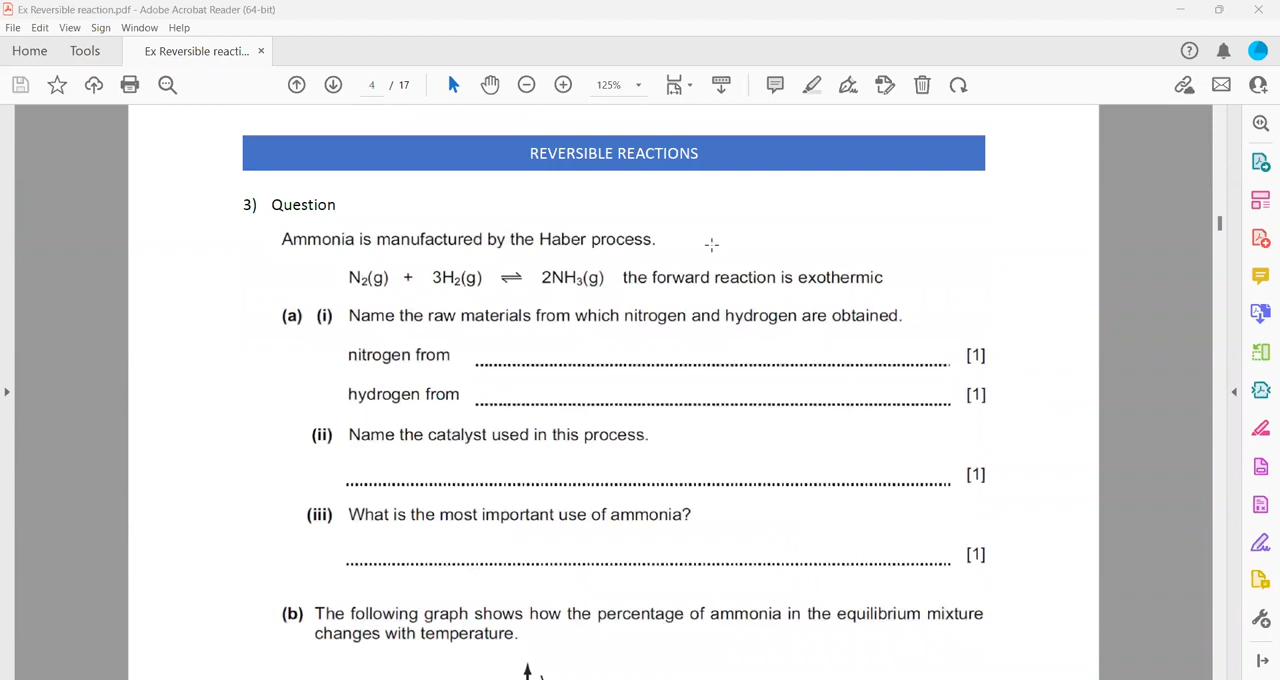 Ex Reversible reaction.pdf - Adobe Acrobat Reader (64-bit)
File Edit View Sign Window Help
Home Tools Ex Reversible reacti... ×
4 / 17 125%
REVERSIBLE REACTIONS
3) Question
Ammonia is manufactured by the Haber process.
N₂(g) + 3H₂(g) ⇌ 2NH₃(g) the forward reaction is exothermic
(a) (i) Name the raw materials from which nitrogen and hydrogen are obtained.
nitrogen from ........................................ [1]
hydrogen from ........................................ [1]
(ii) Name the catalyst used in this process.
........................................ [1]
(iii) What is the most important use of ammonia?
........................................ [1]
(b) The following graph shows how the percentage of ammonia in the equilibrium mixture
changes with temperature.